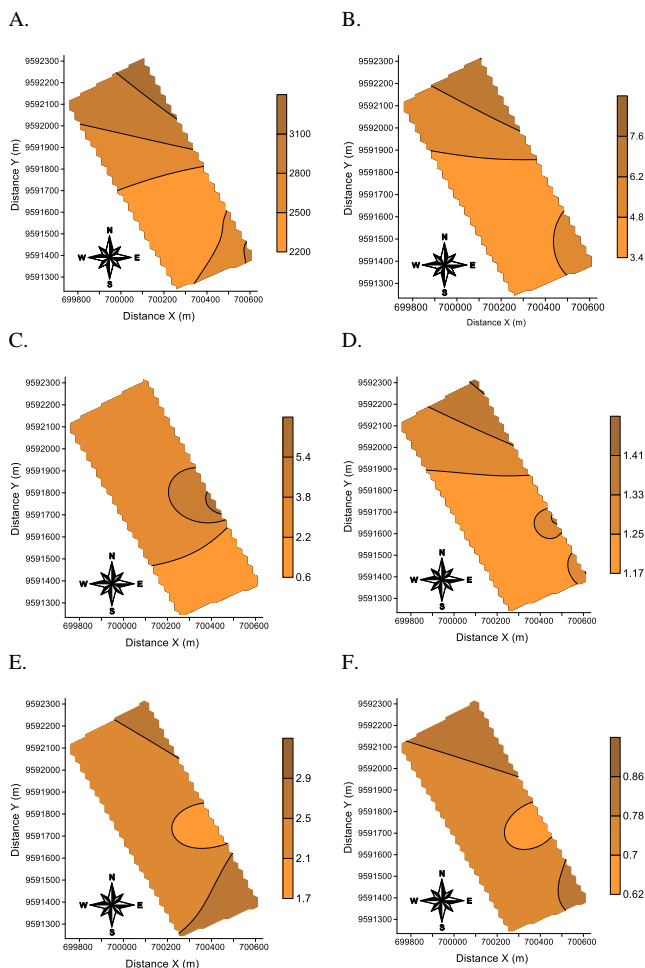 A.
B.
9592300
9592200
9592100
9592000
9591900
9591800
9591700
9591600
9591500
9591400
9591300
Distance Y (m)
N
W E
S
3100
2800
2500
2200
699800 700000 700200 700400 700600
Distance X (m)
9592300
9592200
9592100
9592000
9591900
9591800
9591700
9591600
9591500
9591400
9591300
Distance Y (m)
N
W E
S
7.6
6.2
4.8
3.4
699800 700000 700200 700400 700600
Distance X (m)
C.
D.
9592300
9592200
9592100
9592000
9591900
9591800
9591700
9591600
9591500
9591400
9591300
Distance Y (m)
N
W E
S
5.4
3.8
2.2
0.6
699800 700000 700200 700400 700600
Distance X (m)
9592300
9592200
9592100
9592000
9591900
9591800
9591700
9591600
9591500
9591400
9591300
Distance Y (m)
N
W E
S
1.41
1.33
1.25
1.17
699800 700000 700200 700400 700600
Distance X (m)
E.
F.
9592300
9592200
9592100
9592000
9591900
9591800
9591700
9591600
9591500
9591400
9591300
Distance Y (m)
N
W E
S
2.9
2.5
2.1
1.7
699800 700000 700200 700400 700600
Distance X (m)
9592300
9592200
9592100
9592000
9591900
9591800
9591700
9591600
9591500
9591400
9591300
Distance Y (m)
N
W E
S
0.86
0.78
0.7
0.62
699800 700000 700200 700400 700600
Distance X (m)